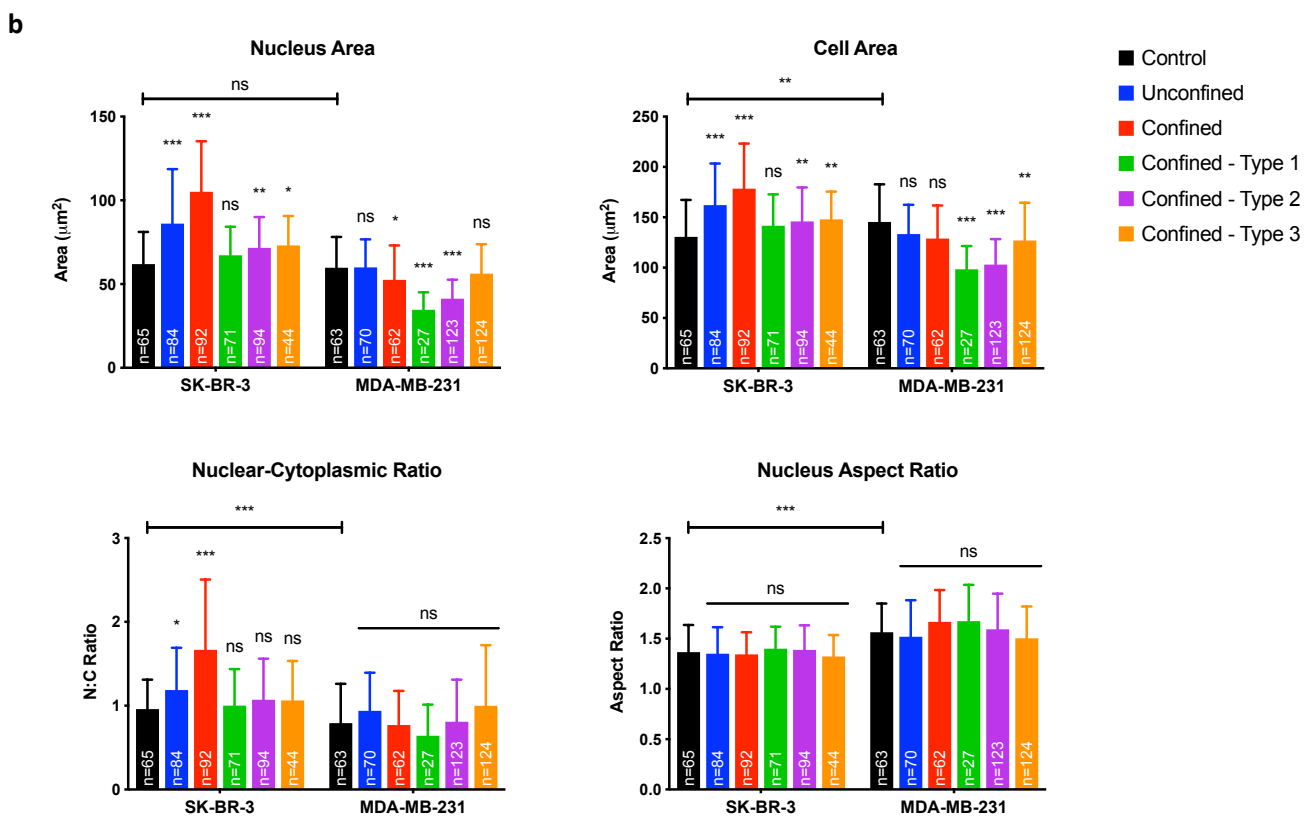 b
Nucleus Area
ns
Area (μm²)
150
100
50
0
*** *** ns ** *
ns * *** *** ns
n=65 n=84 n=92 n=71 n=94 n=44
n=63 n=70 n=62 n=27 n=123 n=124
SK-BR-3 MDA-MB-231
Cell Area
**
Area (μm²)
250
200
150
100
50
0
*** *** ns ** **
ns ns *** *** **
n=65 n=84 n=92 n=71 n=94 n=44
n=63 n=70 n=62 n=27 n=123 n=124
SK-BR-3 MDA-MB-231
Control
Unconfined
Confined
Confined - Type 1
Confined - Type 2
Confined - Type 3
Nuclear-Cytoplasmic Ratio
***
N:C Ratio
3
2
1
0
* *** ns ns ns
ns
n=65 n=84 n=92 n=71 n=94 n=44
n=63 n=70 n=62 n=27 n=123 n=124
SK-BR-3 MDA-MB-231
Nucleus Aspect Ratio
***
Aspect Ratio
2.5
2.0
1.5
1.0
0.5
0.0
ns
ns
n=65 n=84 n=92 n=71 n=94 n=44
n=63 n=70 n=62 n=27 n=123 n=124
SK-BR-3 MDA-MB-231